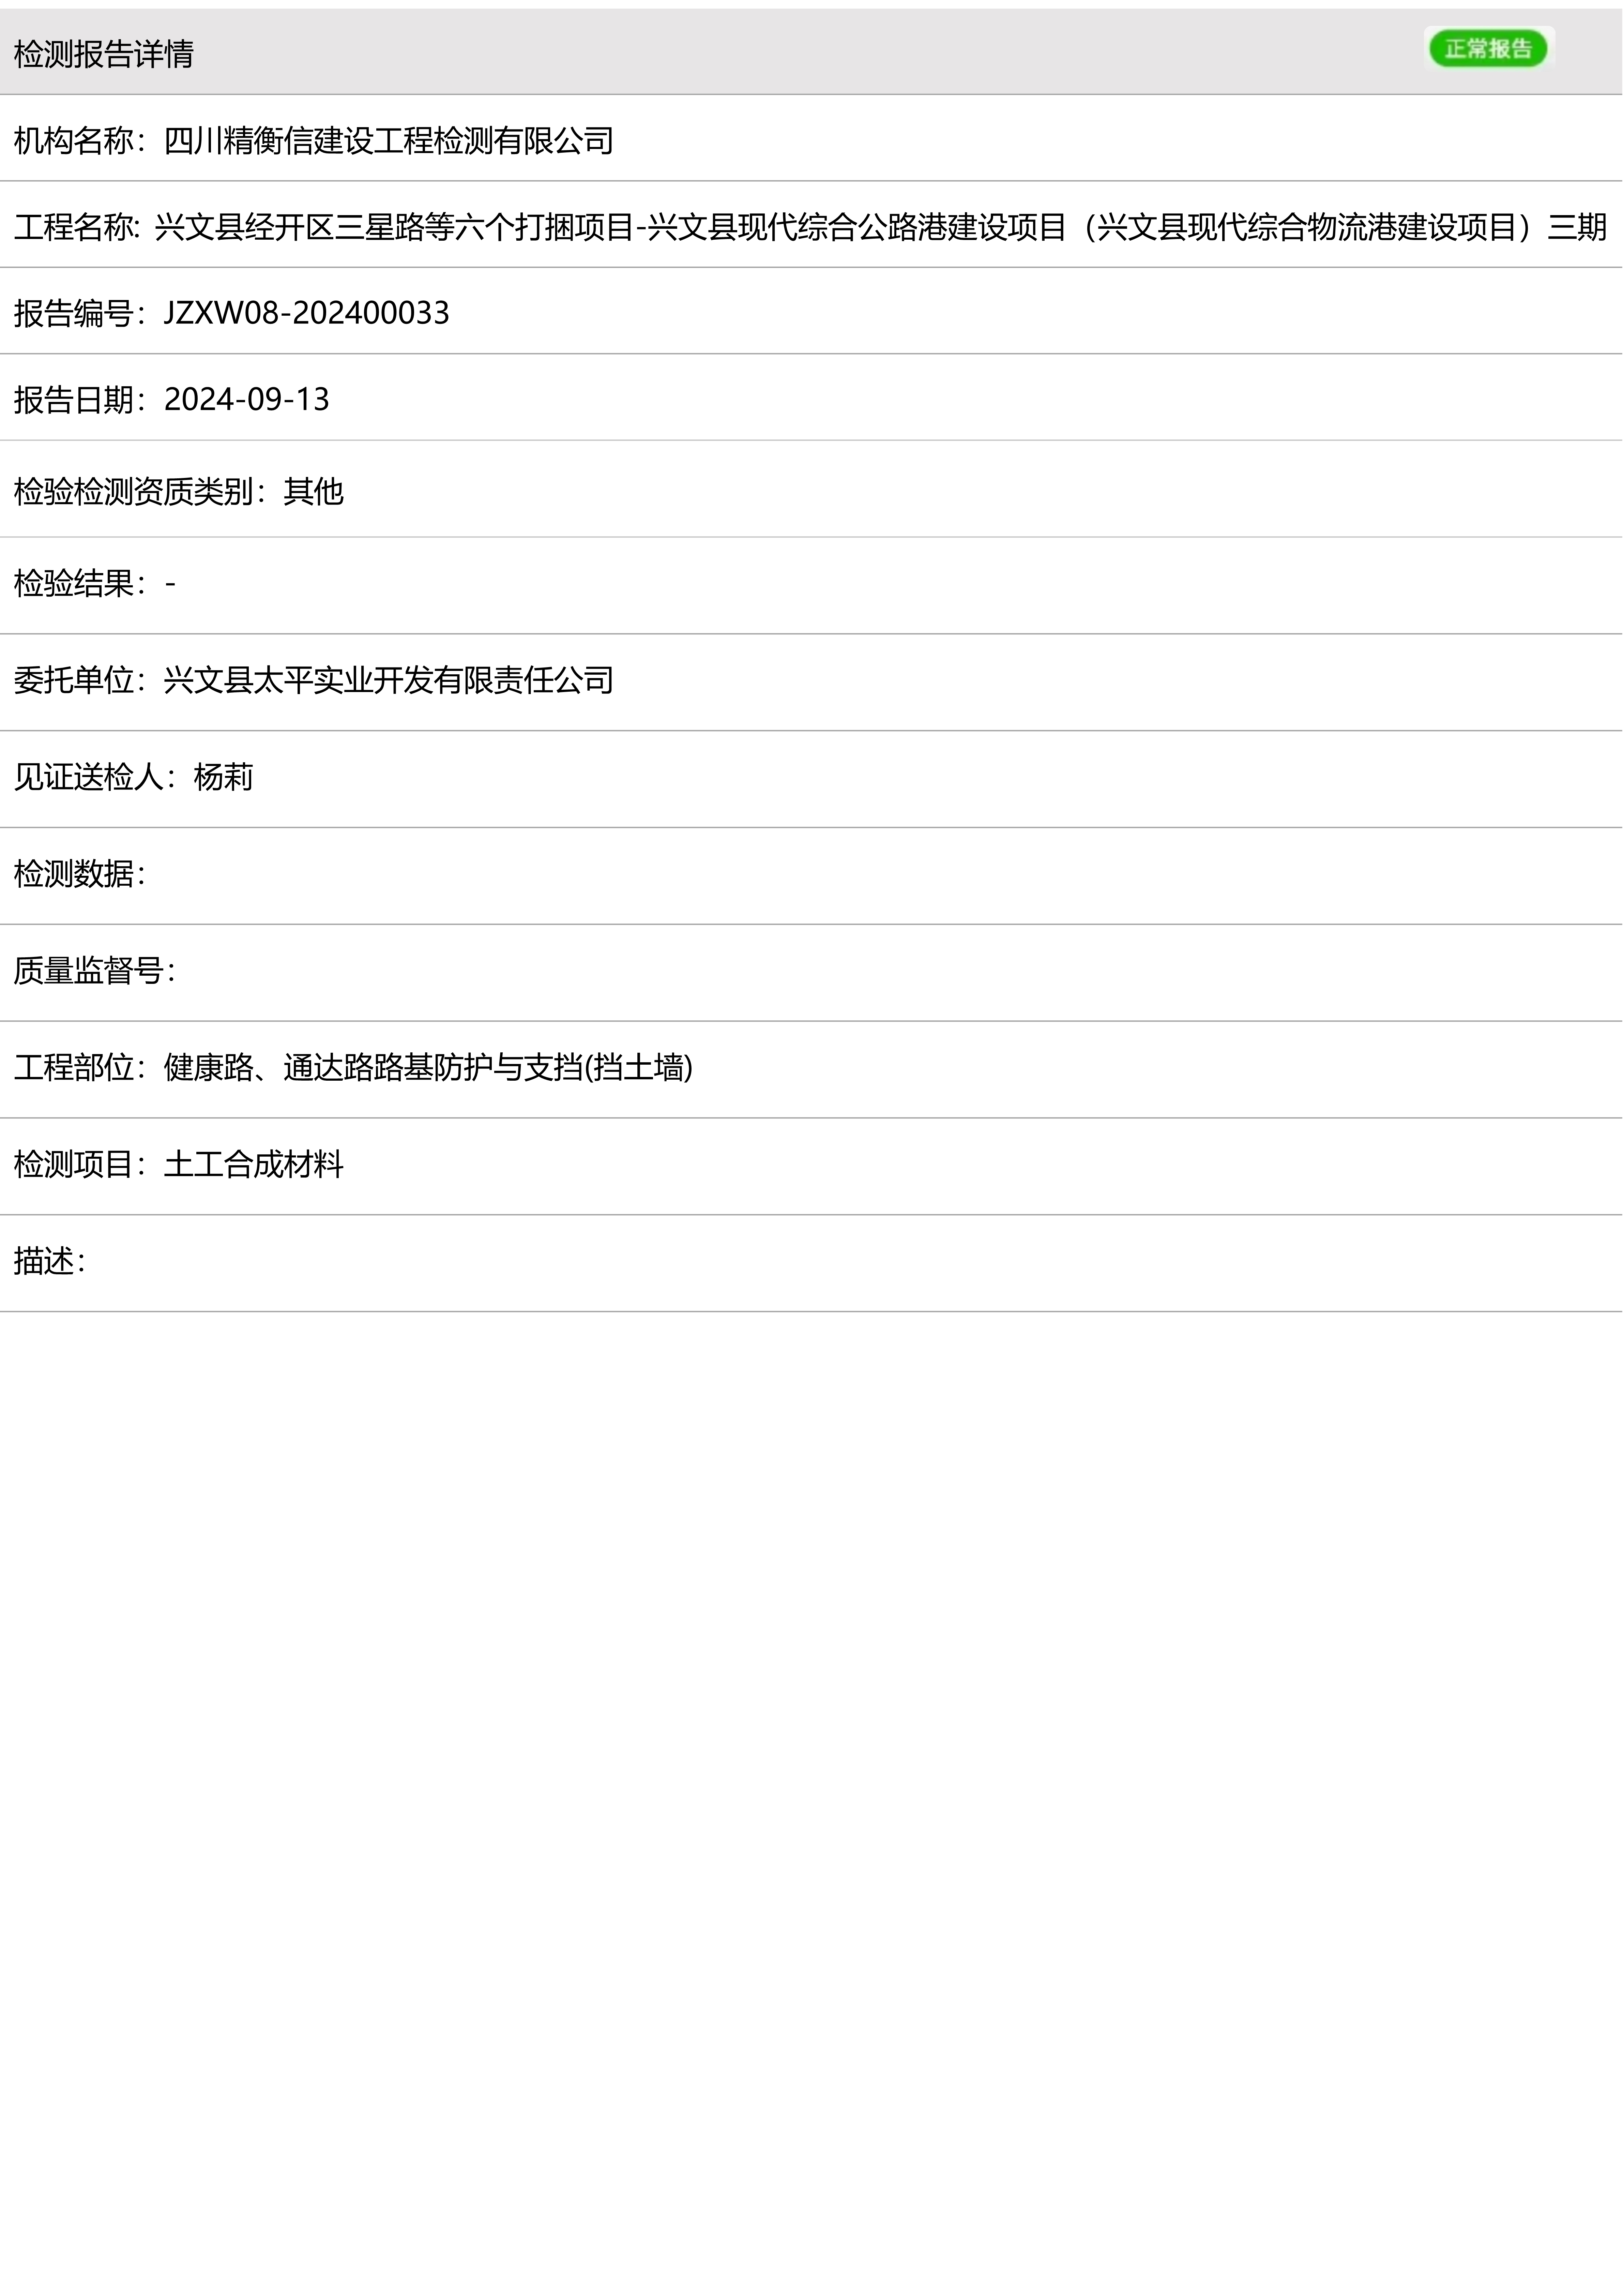 检测报告详情
正常报告
机构名称：四川精衡信建设工程检测有限公司
工程名称：兴文县经开区三星路等六个打捆项目-兴文县现代综合公路港建设项目（兴文县现代综合物流港建设项目）三期
报告编号：JZXW08-202400033
报告日期：2024-09-13
检验检测资质类别：其他
检验结果：-
委托单位：兴文县太平实业开发有限责任公司
见证送检人：杨莉
检测数据：
质量监督号：
工程部位：健康路、通达路路基防护与支挡(挡土墙)
检测项目：土工合成材料
描述：